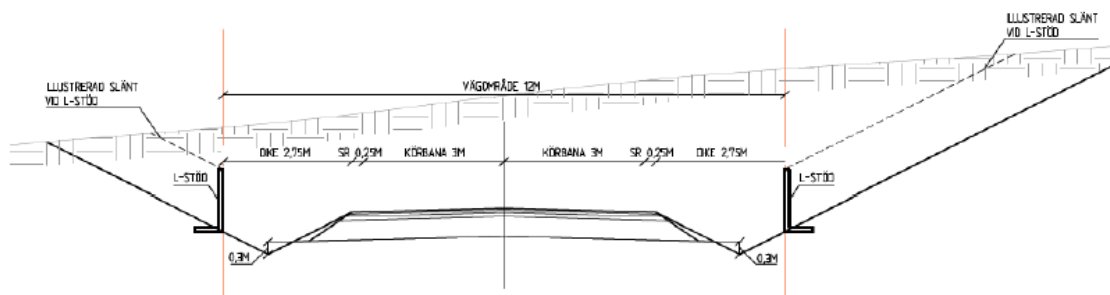 ILLUSTRERAD SLÄNT
VID L-STÖD
ILLUSTRERAD SLÄNT
VID L-STÖD
VÄGOMRÅDE 12M
DIKE 2,75M SR 0,25M KÖRBANA 3M KÖRBANA 3M SR 0,25M DIKE 2,75M
L-STÖD L-STÖD
0,3M 0,3M